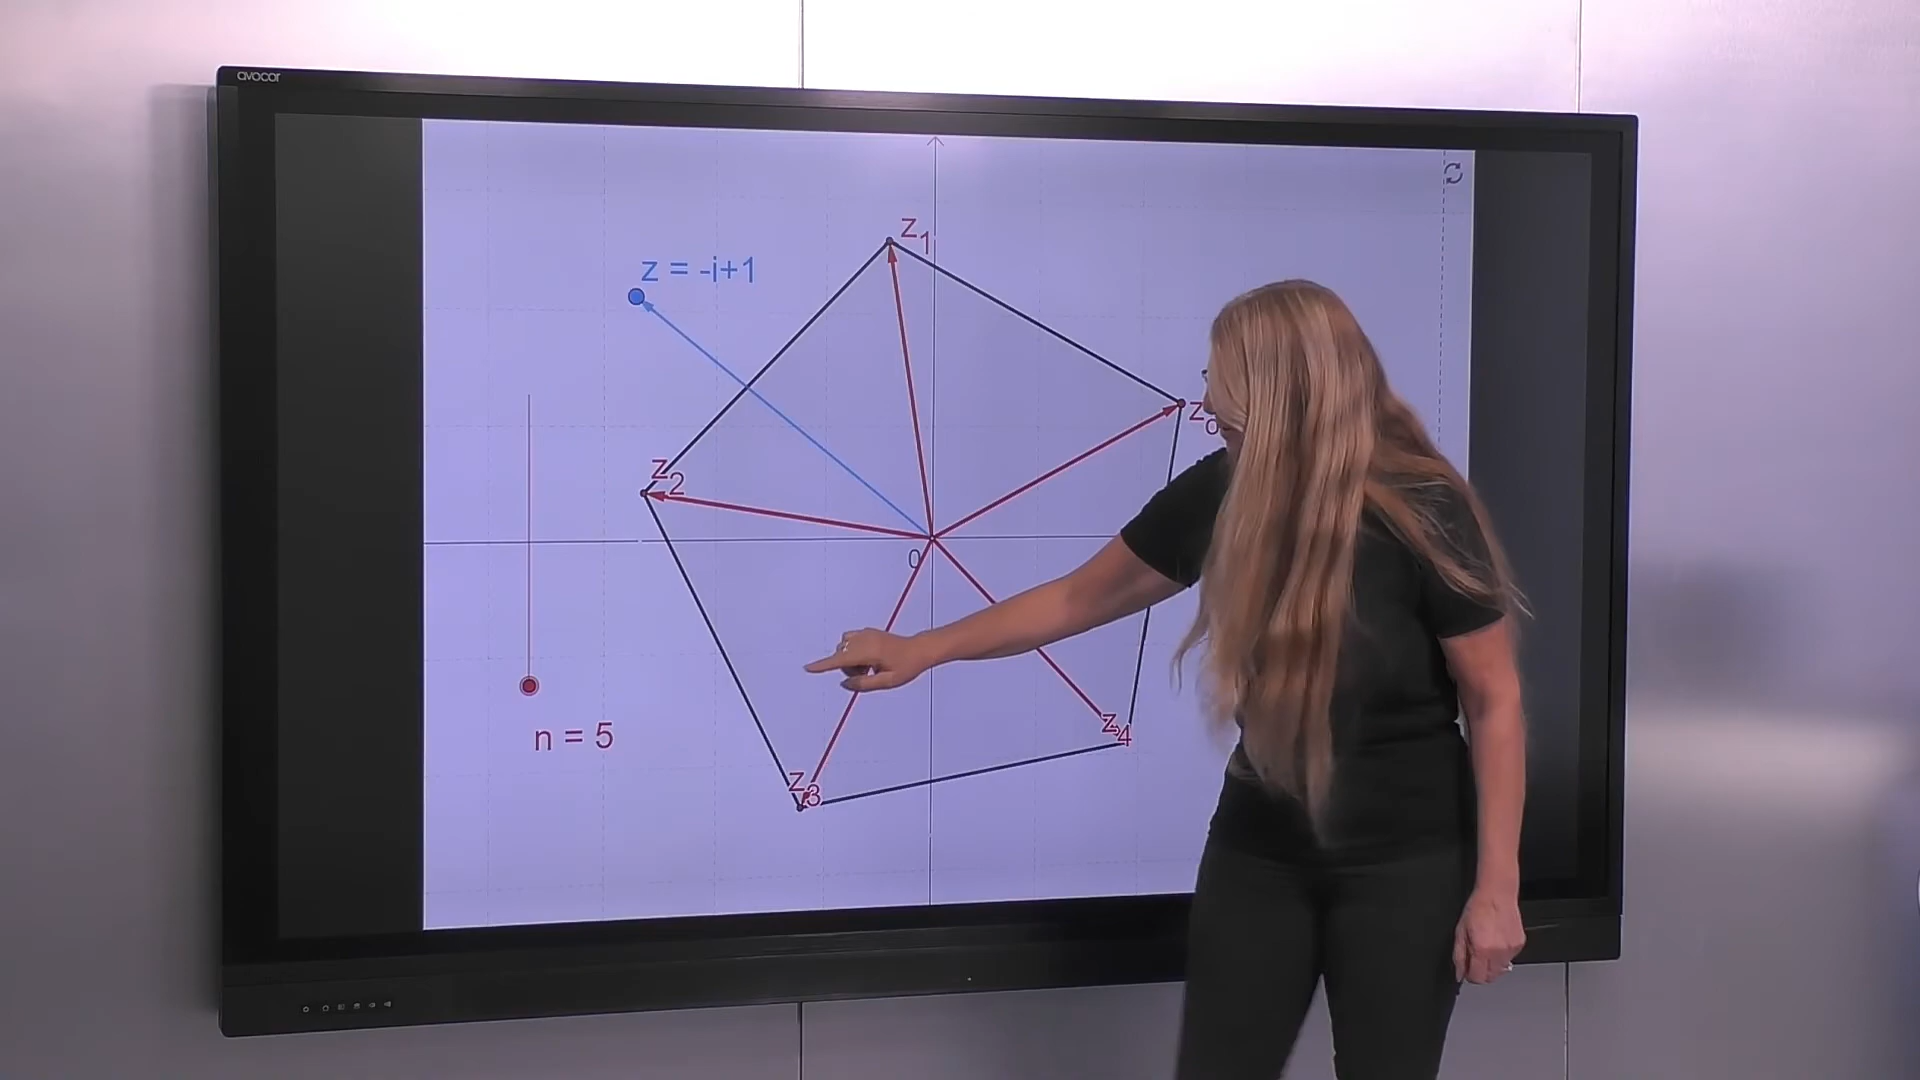 avocor
z₁
z = -i+1
z₀
z₂
0
z₄
n = 5
z₃